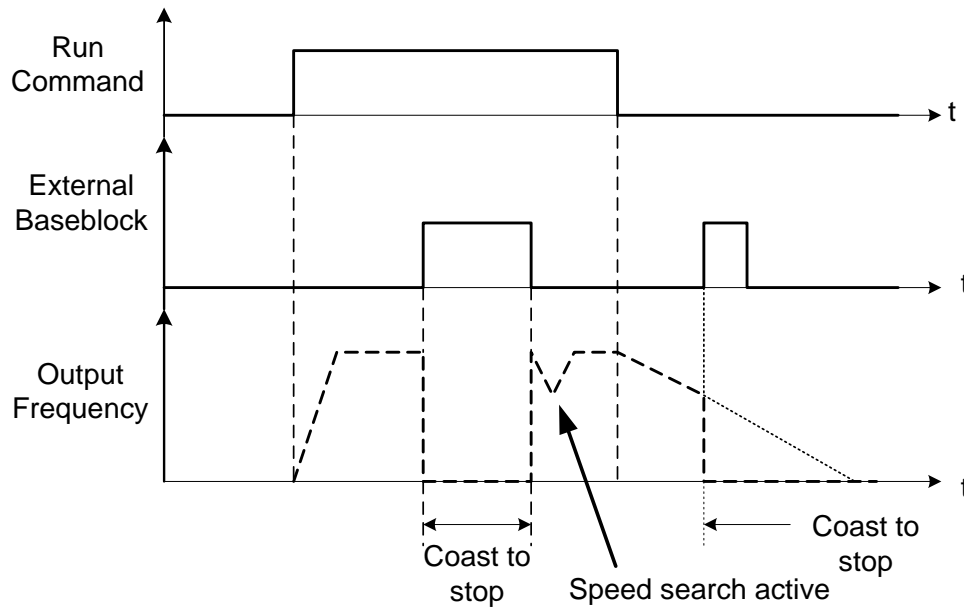 Run
Command
t
External
Baseblock
t
Output
Frequency
t
Coast to
stop
Speed search active
Coast to
stop